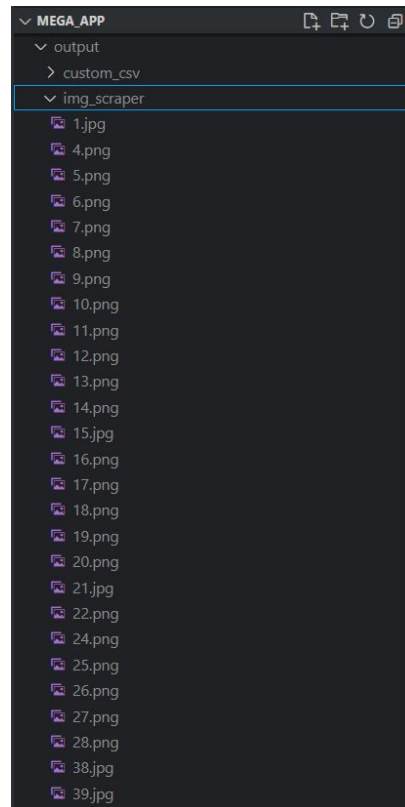 MEGA_APP
output
custom_csv
img_scraper
1.jpg
4.png
5.png
6.png
7.png
8.png
9.png
10.png
11.png
12.png
13.png
14.png
15.jpg
16.png
17.png
18.png
19.png
20.png
21.jpg
22.png
24.png
25.png
26.png
27.png
28.png
38.jpg
39.jpg